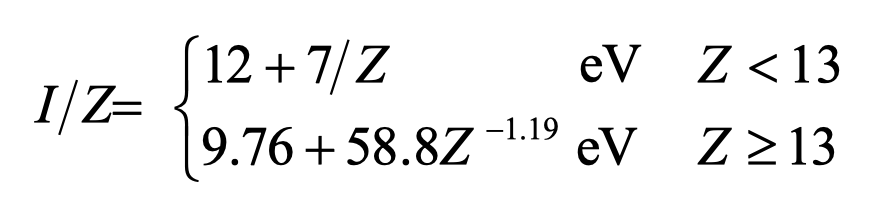 12 + 7/Z eV Z < 13
I/Z=
9.76 + 58.8Z⁻¹·¹⁹ eV Z ≥ 13